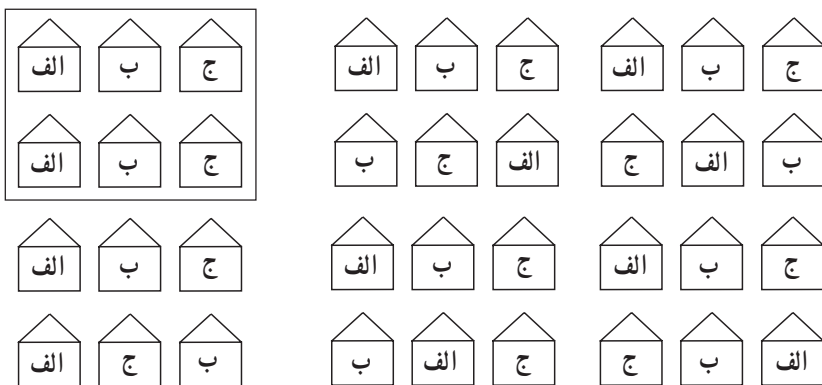 ج ب الف ج ب الف ج ب الف
ب الف ج الف ج ب ج ب الف
ج ب الف ج ب الف ج ب الف
الف ب ج ج الف ب ب ج الف